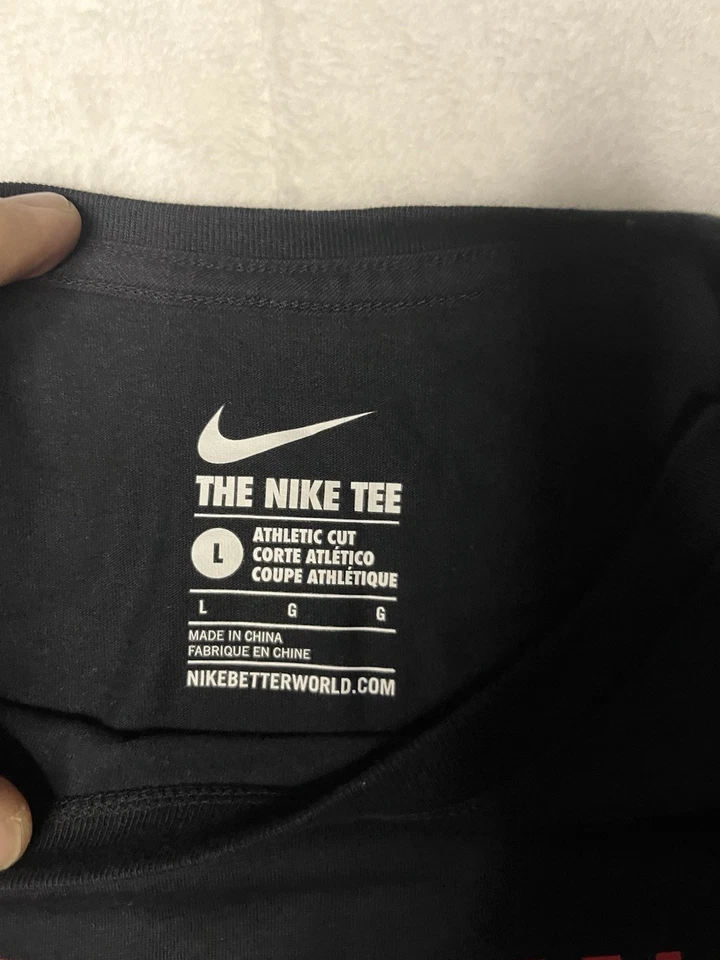 THE NIKE TEE
L
ATHLETIC CUT
CORTE ATLÉTICO
COUPE ATHLÉTIQUE
L G G
MADE IN CHINA
FABRIQUE EN CHINE
NIKEBETTERWORLD.COM